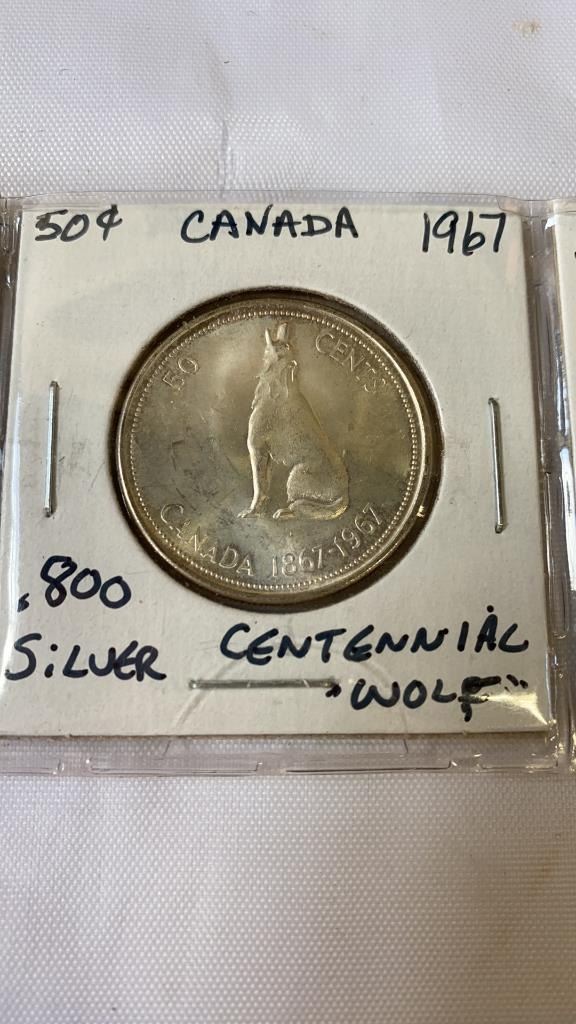 50¢ CANADA 1967
50 CENTS
CANADA 1867-1967
.800
SILVER
CENTENNIAL
"WOLF"